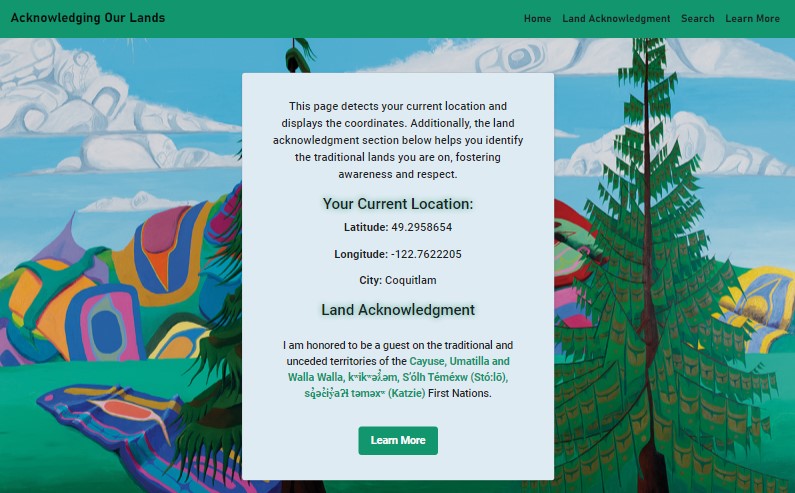 Acknowledging Our Lands
Home Land Acknowledgment Search Learn More
This page detects your current location and
displays the coordinates. Additionally, the land
acknowledgment section below helps you identify
the traditional lands you are on, fostering
awareness and respect.
Your Current Location:
Latitude: 49.2958654
Longitude: -122.7622205
City: Coquitlam
Land Acknowledgment
I am honored to be a guest on the traditional and
unceded territories of the Cayuse, Umatilla and
Walla Walla, kʷikʷəƛ̓əm, S’ólh Téméxw (Stó:lō),
sq̓əc̓iy̓aʔɬ təməxʷ (Katzie) First Nations.
Learn More